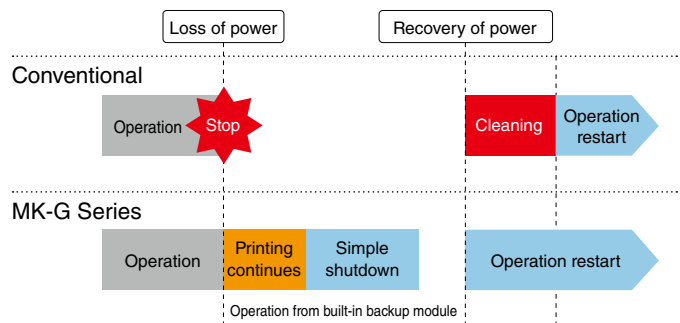 Loss of power
Recovery of power
Conventional
Operation
Stop
Cleaning
Operation
restart
MK-G Series
Operation
Printing
continues
Simple
shutdown
Operation restart
Operation from built-in backup module